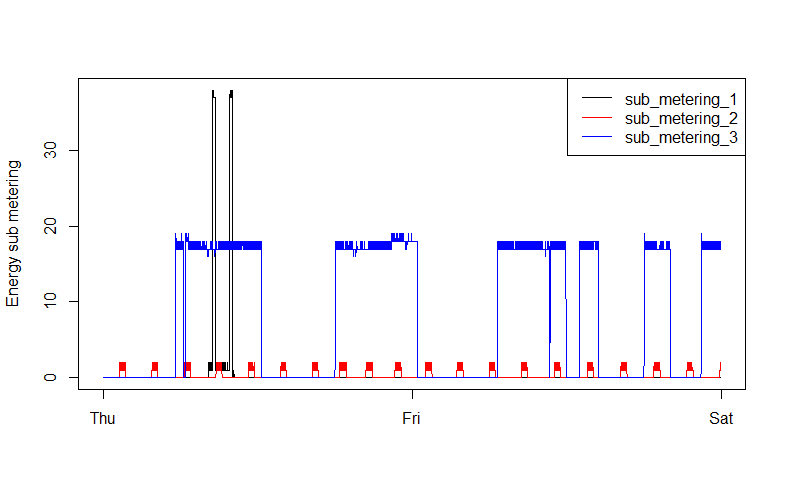 sub_metering_1
sub_metering_2
sub_metering_3
Energy sub metering
30
20
10
0
Thu
Fri
Sat